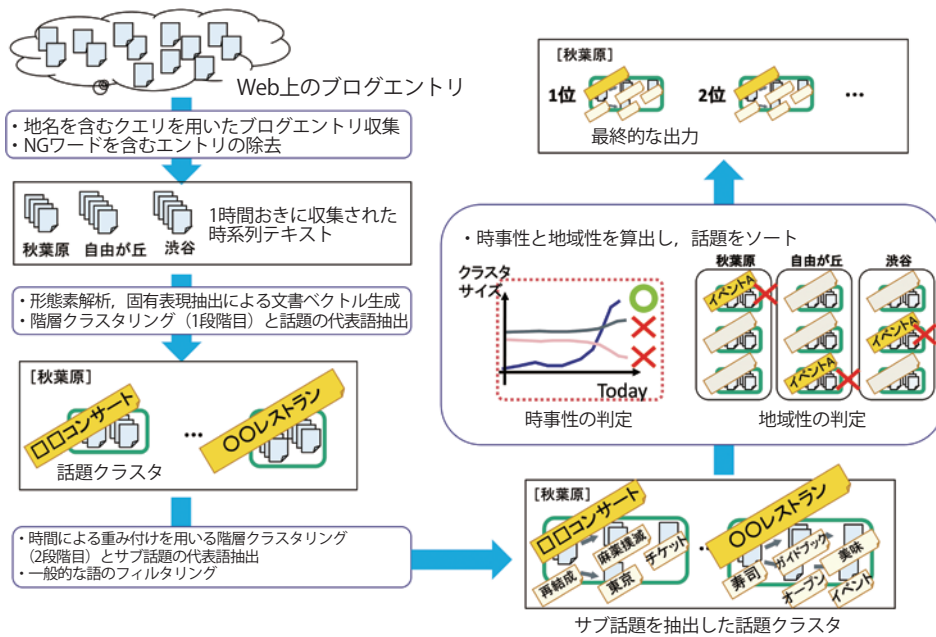 Web上のブログエントリ
・地名を含むクエリを用いたブログエントリ収集
・NGワードを含むエントリの除去
1時間おきに収集された
時系列テキスト
秋葉原
自由が丘
渋谷
・形態素解析，固有表現抽出による文書ベクトル生成
・階層クラスタリング（1段階目）と話題の代表語抽出
［秋葉原］
□□コンサート
…
〇〇レストラン
話題クラスタ
・時間による重み付けを用いる階層クラスタリング
（2段階目）とサブ話題の代表語抽出
・一般的な語のフィルタリング
［秋葉原］
□□コンサート
再結成
麻薬撲滅
東京
チケット
…
〇〇レストラン
寿司
ガイドブック
オープン
美味
イベント
サブ話題を抽出した話題クラスタ
・時事性と地域性を算出し，話題をソート
クラスタ
サイズ
Today
時事性の判定
秋葉原
自由が丘
渋谷
イベントA
イベントA
イベントA
地域性の判定
［秋葉原］
1位
2位
…
最終的な出力